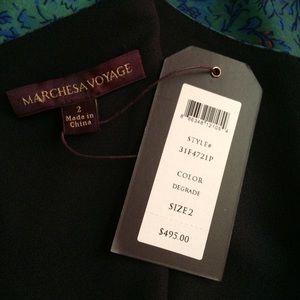 MARCHESA VOYAGE
2
Made in
China
STYLE#
31F4721P
COLOR
DEGRADE
SIZE 2
$495.00